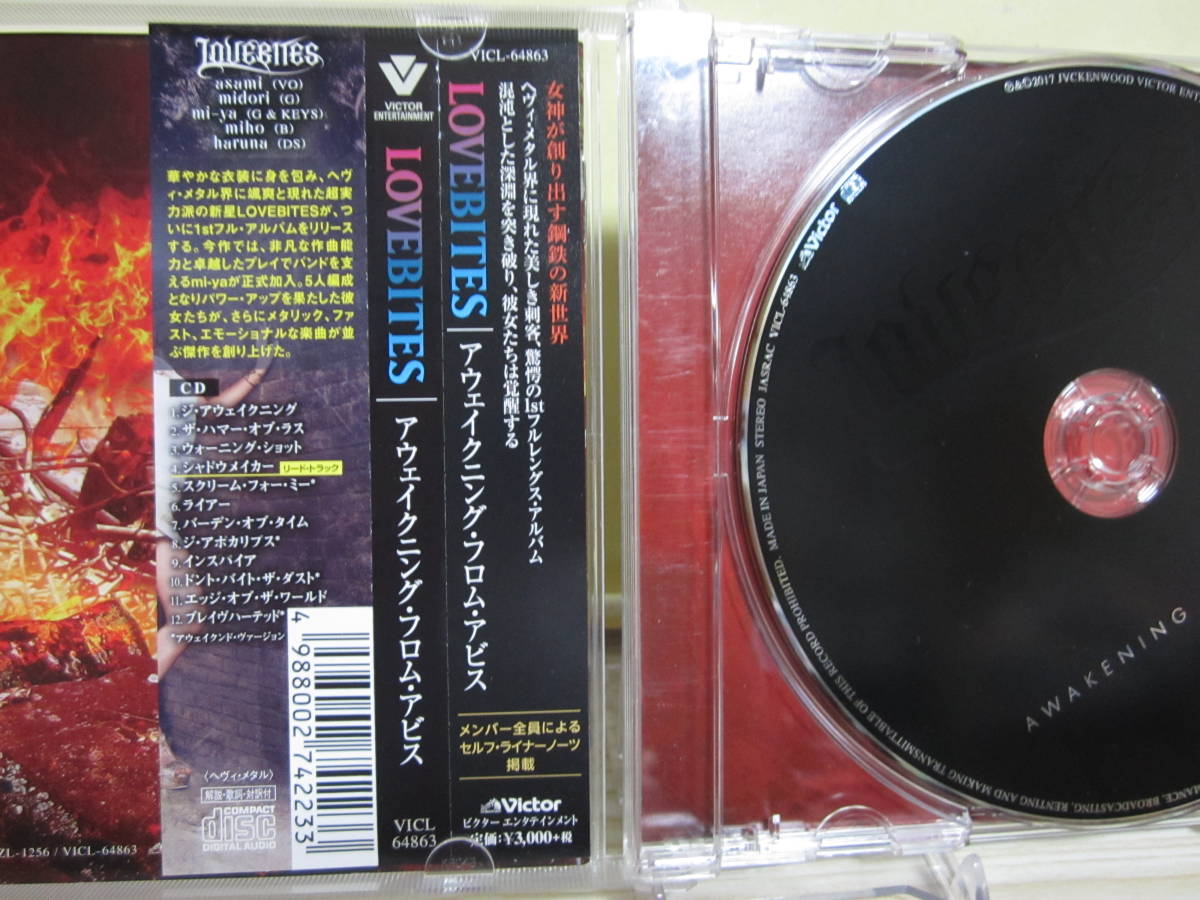 LOVEBITES
asami (VO)
midori (G)
mi-ya (G & KEYS)
miho (B)
haruna (DS)
華やかな衣装に身を包み、ヘヴ
ィ・メタル界に颯爽と現れた超実
力派の新星LOVEBITESが、つ
いに1stフル・アルバムをリリース
する。今作では、非凡な作曲能
力と卓越したプレイでバンドを支
えるmi-yaが正式加入。5人編成
となりパワー・アップを果たした彼
女たちが、さらにメタリック、ファ
スト、エモーショナルな楽曲が並
ぶ傑作を創り上げた。
CD
1. ジ・アウェイクニング
2. ザ・ハマー・オブ・ラス
3. ウォーニング・ショット
4. シャドウメイカー リード・トラック
5. スクリーム・フォー・ミー*
6. ライアー
7. バーデン・オブ・タイム
8. ジ・アポカリプス*
9. インスパイア
10. ドント・バイト・ザ・ダスト*
11. エッジ・オブ・ザ・ワールド
12. ブレイヴハーテッド*
*アウェイクンド・ヴァージョン
4 988002 742233
〈ヘヴィ・メタル〉
解説・歌詞・対訳付
COMPACT
disc
DIGITAL AUDIO
ZL-1256 / VICL-64863
VICTOR
ENTERTAINMENT
LOVEBITES
アウェイクニング・フロム・アビス
VICL
64863
VICL-64863
女神が創り出す鋼鉄の新世界
ヘヴィ・メタル界に現れた美しき刺客、驚愕の1stフルレングス・アルバム
混沌とした深淵を突き破り、彼女たちは覚醒する
LOVEBITES
アウェイクニング・フロム・アビス
メンバー全員による
セルフ・ライナーノーツ
掲載
Victor
ビクター エンタテインメント
定価:¥3,000+税
℗&©2017 JVCKENWOOD VICTOR ENT
Victor
VICL-64863
JASRAC
STEREO
MADE IN JAPAN
MANCE, BROADCASTING, RENTING AND MAKING TRANSMITTABLE OF THIS RECORD PROHIBITED.
AWAKENING